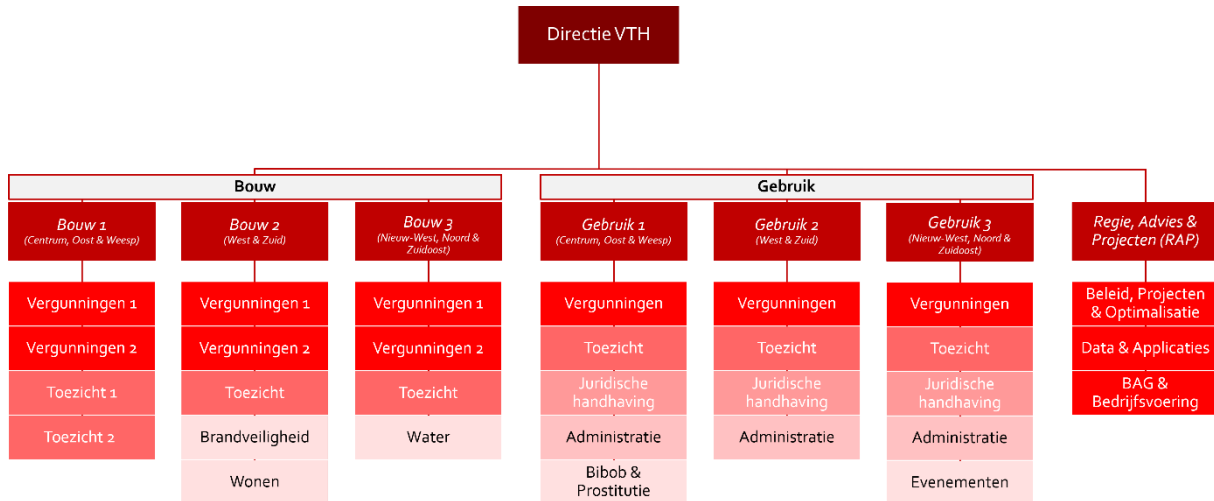 Directie VTH
Bouw
Gebruik
Bouw 1
(Centrum, Oost & Weesp)
Vergunningen 1
Vergunningen 2
Toezicht 1
Toezicht 2
Bouw 2
(West & Zuid)
Vergunningen 1
Vergunningen 2
Toezicht
Brandveiligheid
Wonen
Bouw 3
(Nieuw-West, Noord &
Zuidoost)
Vergunningen 1
Vergunningen 2
Toezicht
Water
Gebruik 1
(Centrum, Oost & Weesp)
Vergunningen
Toezicht
Juridische
handhaving
Administratie
Bibob &
Prostitutie
Gebruik 2
(West & Zuid)
Vergunningen
Toezicht
Juridische
handhaving
Administratie
Gebruik 3
(Nieuw-West, Noord &
Zuidoost)
Vergunningen
Toezicht
Juridische
handhaving
Administratie
Evenementen
Regie, Advies &
Projecten (RAP)
Beleid, Projecten
& Optimalisatie
Data & Applicaties
BAG &
Bedrijfsvoering